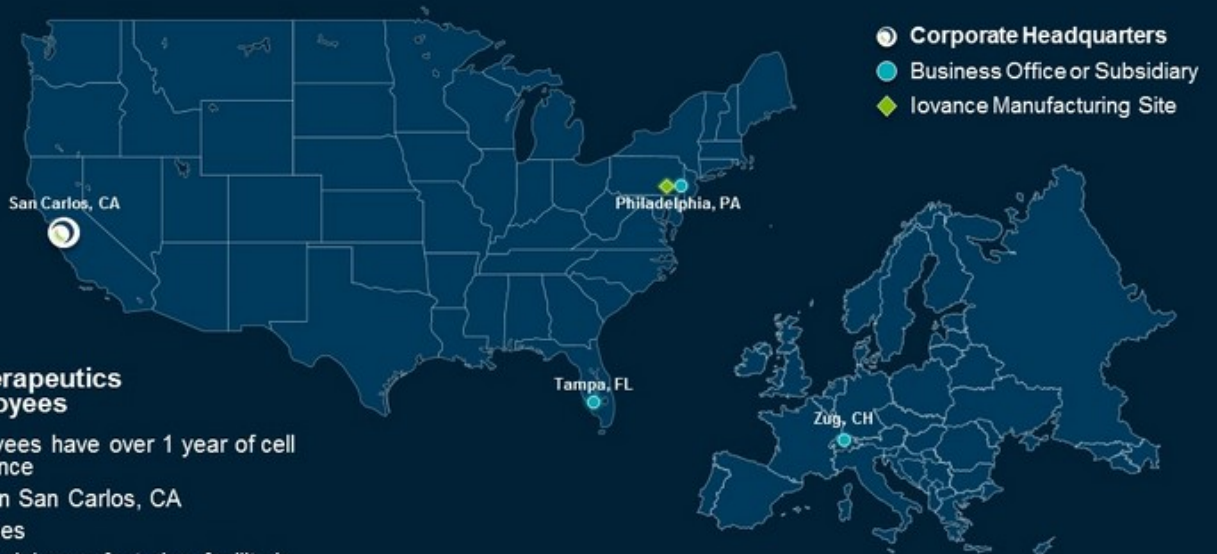 Corporate Headquarters
Business Office or Subsidiary
Iovance Manufacturing Site
San Carlos, CA
Philadelphia, PA
Tampa, FL
Zug, CH
erapeutics
oyees
yees have over 1 year of cell
nce
n San Carlos, CA
es